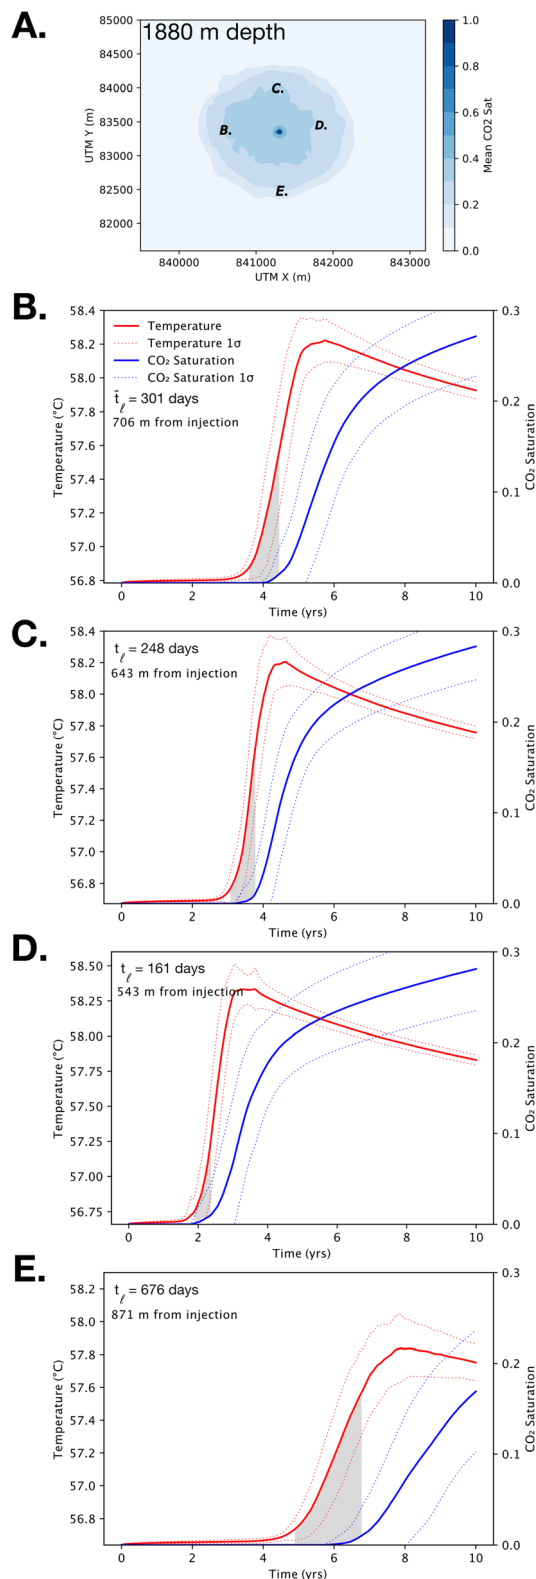 A.
1880 m depth
85000
84000
83500
83000
82500
82000
UTM Y (m)
B.
C.
D.
E.
840000
841000
842000
843000
UTM X (m)
1.0
0.8
0.6
0.4
0.2
0.0
Mean CO2 Sat
B.
58.4
58.2
58.0
57.8
57.6
57.4
57.2
57.0
56.8
Temperature (°C)
Temperature
Temperature 1σ
CO₂ Saturation
CO₂ Saturation 1σ
t̄ℓ = 301 days
706 m from injection
0.3
0.2
0.1
0.0
CO₂ Saturation
0
2
4
6
8
10
Time (yrs)
C.
58.4
58.2
58.0
57.8
57.6
57.4
57.2
57.0
56.8
Temperature (°C)
tℓ = 248 days
643 m from injection
0.3
0.2
0.1
0.0
CO₂ Saturation
0
2
4
6
8
10
Time (yrs)
D.
58.50
58.25
58.00
57.75
57.50
57.25
57.00
56.75
Temperature (°C)
tℓ = 161 days
543 m from injection
0.3
0.2
0.1
0.0
CO₂ Saturation
0
2
4
6
8
10
Time (yrs)
E.
58.2
58.0
57.8
57.6
57.4
57.2
57.0
56.8
Temperature (°C)
tℓ = 676 days
871 m from injection
0.3
0.2
0.1
0.0
CO₂ Saturation
0
2
4
6
8
10
Time (yrs)